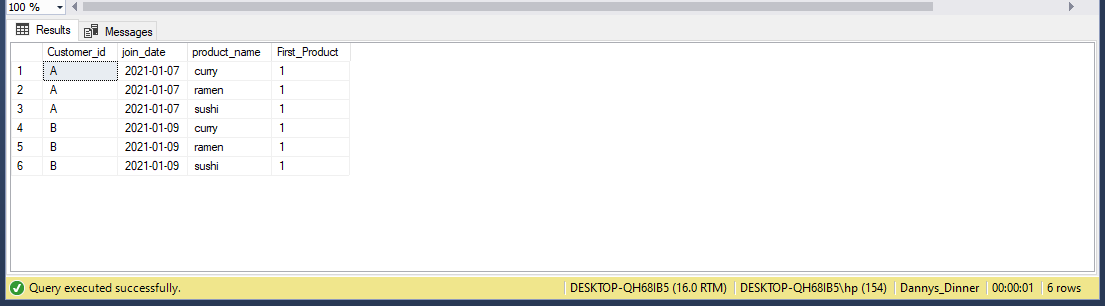 100 %
Results Messages
Customer_id join_date product_name First_Product
1 A 2021-01-07 curry 1
2 A 2021-01-07 ramen 1
3 A 2021-01-07 sushi 1
4 B 2021-01-09 curry 1
5 B 2021-01-09 ramen 1
6 B 2021-01-09 sushi 1
Query executed successfully. DESKTOP-QH68IB5 (16.0 RTM) DESKTOP-QH68IB5\hp (154) Dannys_Dinner 00:00:01 6 rows